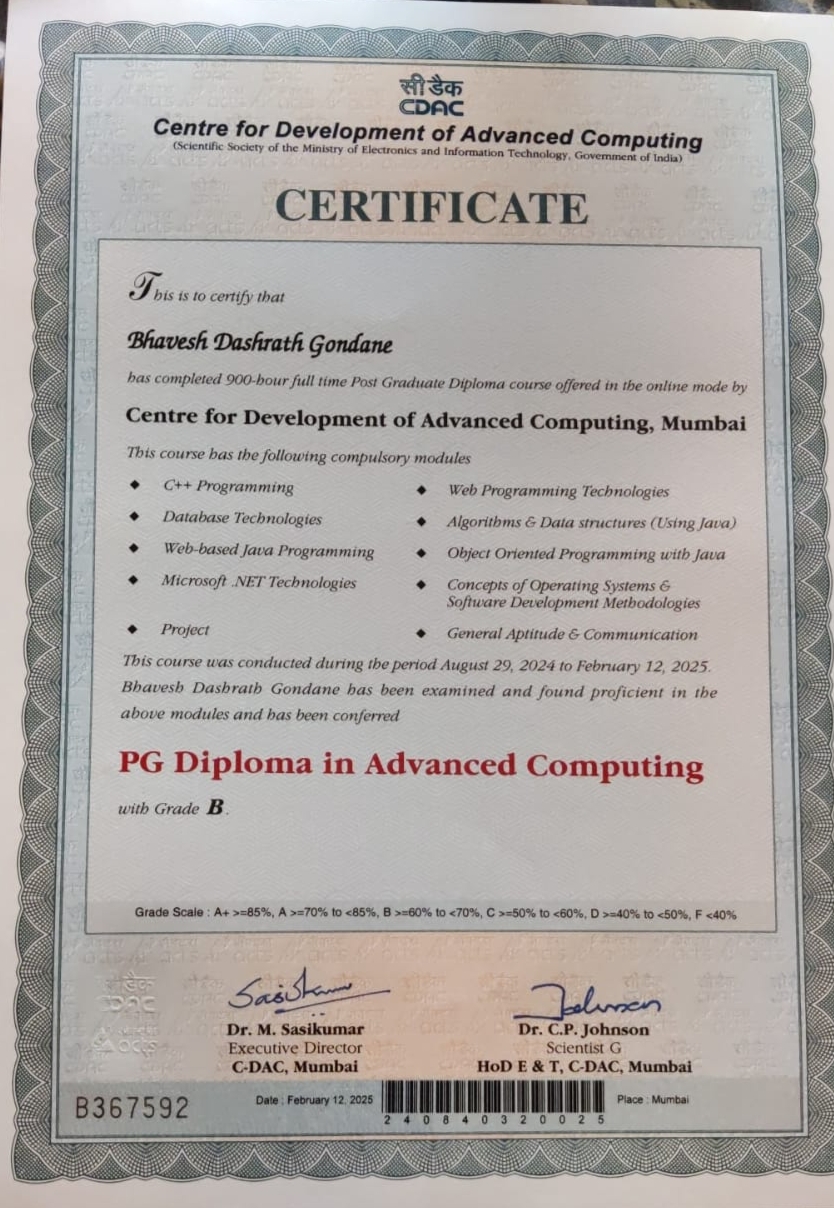 सी डैक
CDAC
Centre for Development of Advanced Computing
(Scientific Society of the Ministry of Electronics and Information Technology, Government of India)
CERTIFICATE
This is to certify that
Bhavesh Dashrath Gondane
has completed 900-hour full time Post Graduate Diploma course offered in the online mode by
Centre for Development of Advanced Computing, Mumbai
This course has the following compulsory modules
◆ C++ Programming
◆ Web Programming Technologies
◆ Database Technologies
◆ Algorithms & Data structures (Using Java)
◆ Web-based Java Programming
◆ Object Oriented Programming with Java
◆ Microsoft .NET Technologies
◆ Concepts of Operating Systems &
Software Development Methodologies
◆ Project
◆ General Aptitude & Communication
This course was conducted during the period August 29, 2024 to February 12, 2025.
Bhavesh Dashrath Gondane has been examined and found proficient in the
above modules and has been conferred
PG Diploma in Advanced Computing
with Grade B.
Grade Scale : A+ >=85%, A >=70% to <85%, B >=60% to <70%, C >=50% to <60%, D >=40% to <50%, F <40%
सी डैक
CDAC
acts
Sasikumar
Johnson
Dr. M. Sasikumar
Executive Director
C-DAC, Mumbai
Dr. C.P. Johnson
Scientist G
HoD E & T, C-DAC, Mumbai
B367592
Date : February 12, 2025
240840320025
Place : Mumbai